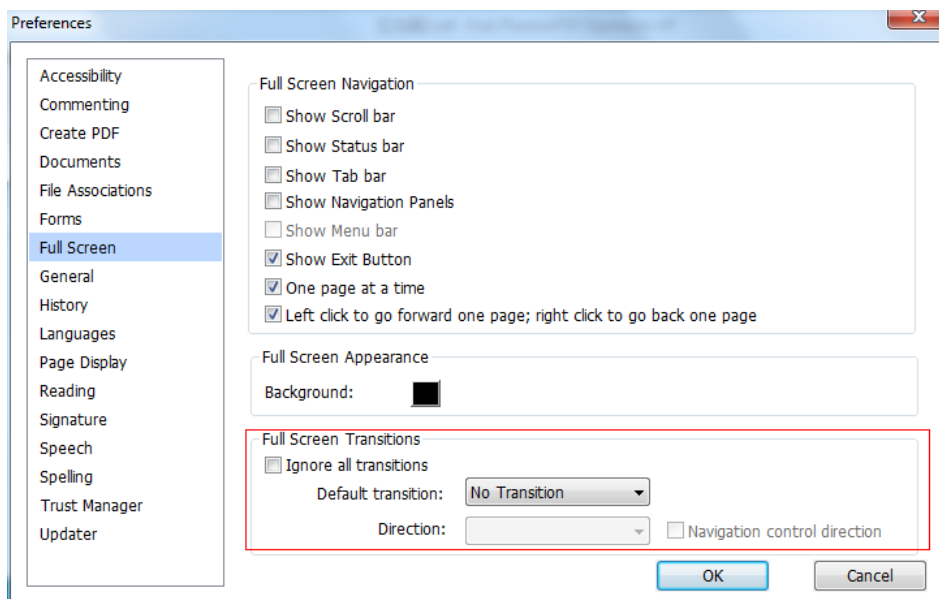 Preferences
Accessibility
Commenting
Create PDF
Documents
File Associations
Forms
Full Screen
General
History
Languages
Page Display
Reading
Signature
Speech
Spelling
Trust Manager
Updater
Full Screen Navigation
Show Scroll bar
Show Status bar
Show Tab bar
Show Navigation Panels
Show Menu bar
Show Exit Button
One page at a time
Left click to go forward one page; right click to go back one page
Full Screen Appearance
Background:
Full Screen Transitions
Ignore all transitions
Default transition: No Transition
Direction: Navigation control direction
OK Cancel